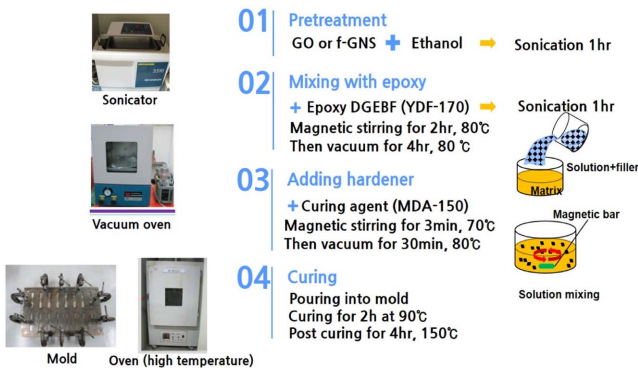 01 Pretreatment
GO or f-GNS + Ethanol → Sonication 1hr
Sonicator
02 Mixing with epoxy
+ Epoxy DGEBF (YDF-170) → Sonication 1hr
Magnetic stirring for 2hr, 80℃
Then vacuum for 4hr, 80 ℃
Solution+filler
Matrix
Vacuum oven
03 Adding hardener
+ Curing agent (MDA-150)
Magnetic stirring for 3min, 70℃
Then vacuum for 30min, 80℃
Magnetic bar
Solution mixing
04 Curing
Pouring into mold
Curing for 2h at 90℃
Post curing for 4hr, 150℃
Mold
Oven (high temperature)